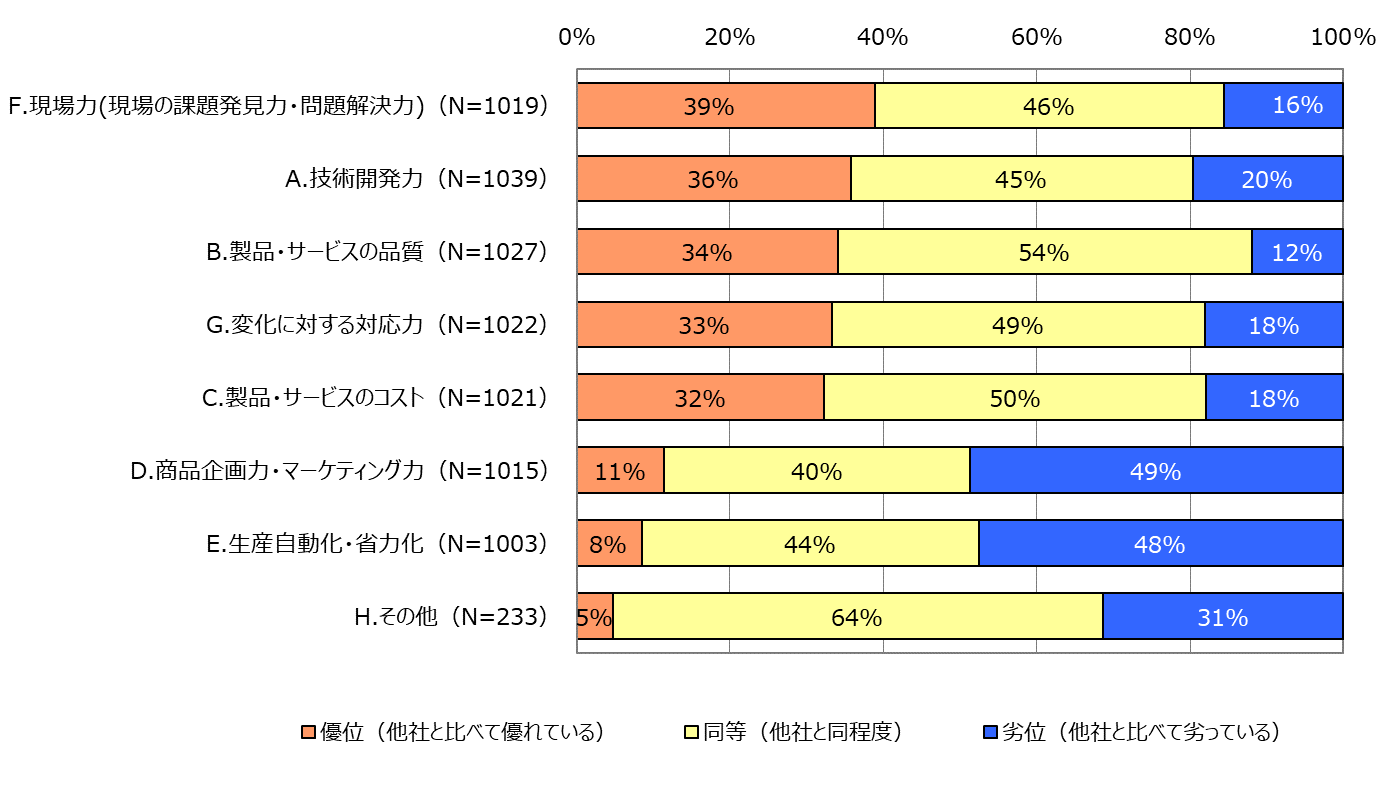 0% 20% 40% 60% 80% 100%
F.現場力(現場の課題発見力・問題解決力)（N=1019） 39% 46% 16%
A.技術開発力（N=1039） 36% 45% 20%
B.製品・サービスの品質（N=1027） 34% 54% 12%
G.変化に対する対応力（N=1022） 33% 49% 18%
C.製品・サービスのコスト（N=1021） 32% 50% 18%
D.商品企画力・マーケティング力（N=1015） 11% 40% 49%
E.生産自動化・省力化（N=1003） 8% 44% 48%
H.その他（N=233） 5% 64% 31%
優位（他社と比べて優れている） 同等（他社と同程度） 劣位（他社と比べて劣っている）